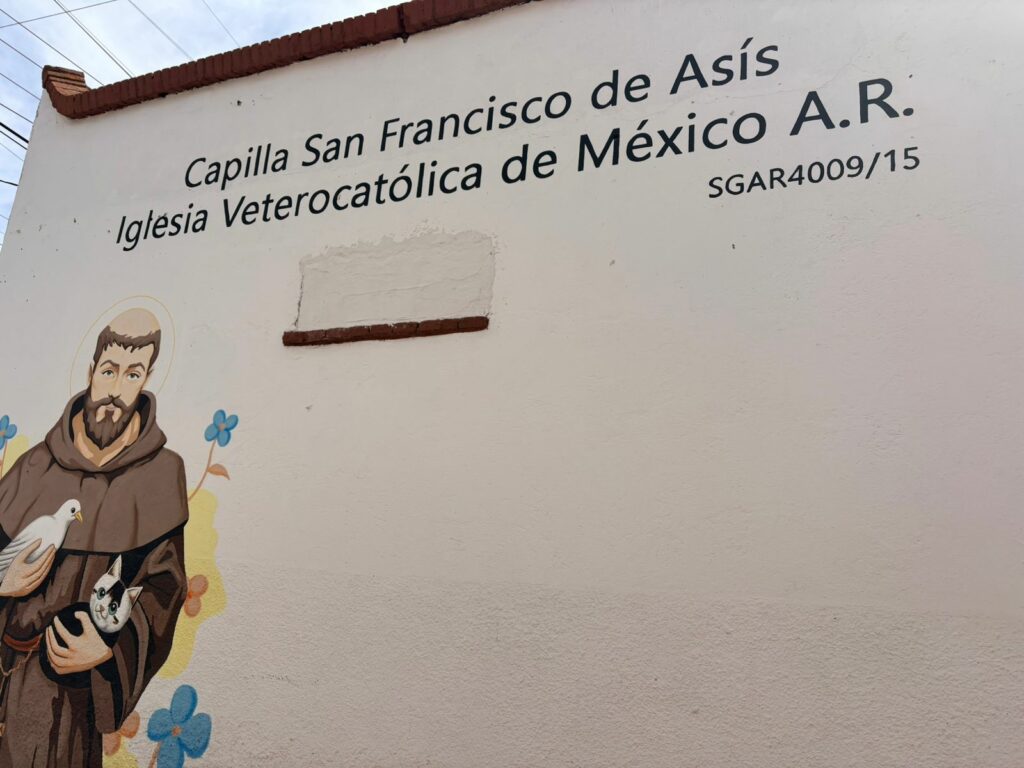 Capilla San Francisco de Asís
Iglesia Veterocatólica de México A.R.
SGAR4009/15